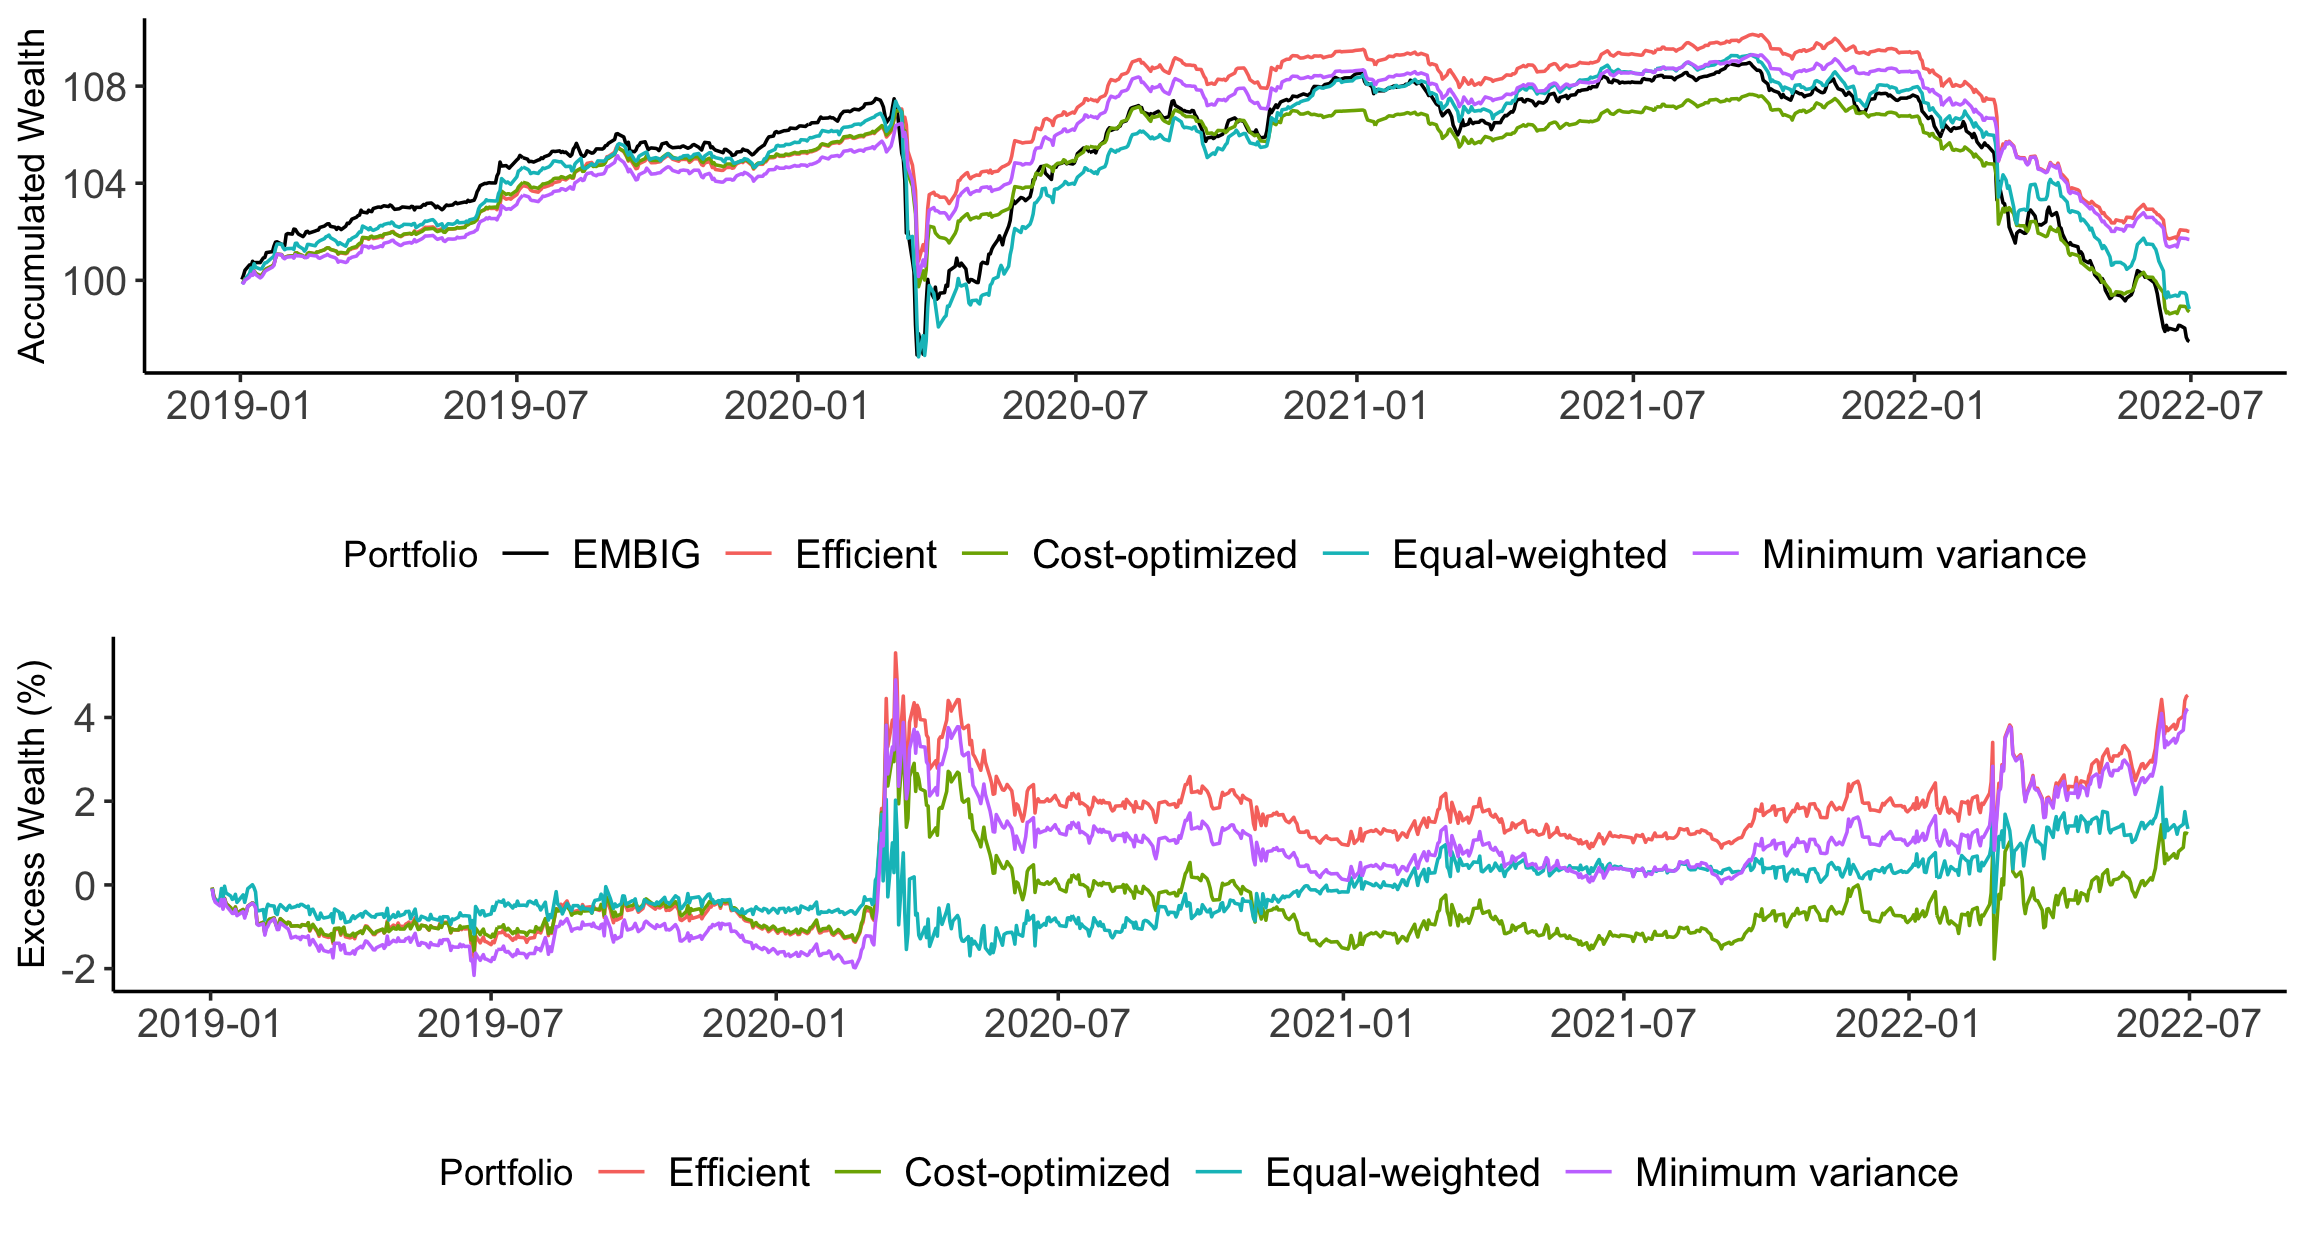 Accumulated Wealth
108
104
100
2019-01 2019-07 2020-01 2020-07 2021-01 2021-07 2022-01 2022-07
Portfolio EMBIG Efficient Cost-optimized Equal-weighted Minimum variance
Excess Wealth (%)
4
2
0
-2
2019-01 2019-07 2020-01 2020-07 2021-01 2021-07 2022-01 2022-07
Portfolio Efficient Cost-optimized Equal-weighted Minimum variance